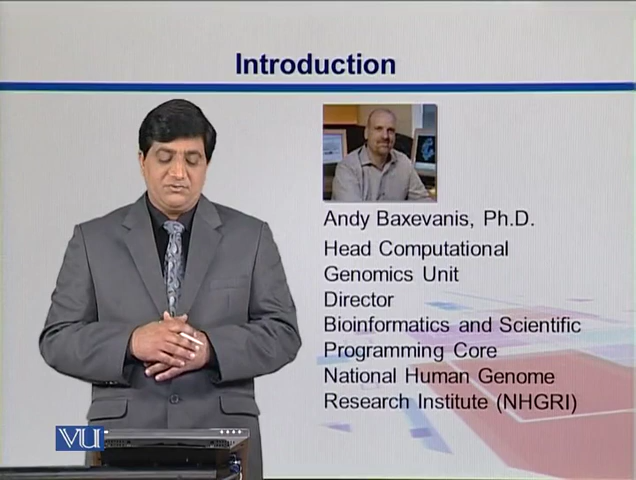 Introduction
Andy Baxevanis, Ph.D.
Head Computational
Genomics Unit
Director
Bioinformatics and Scientific
Programming Core
National Human Genome
Research Institute (NHGRI)
VU